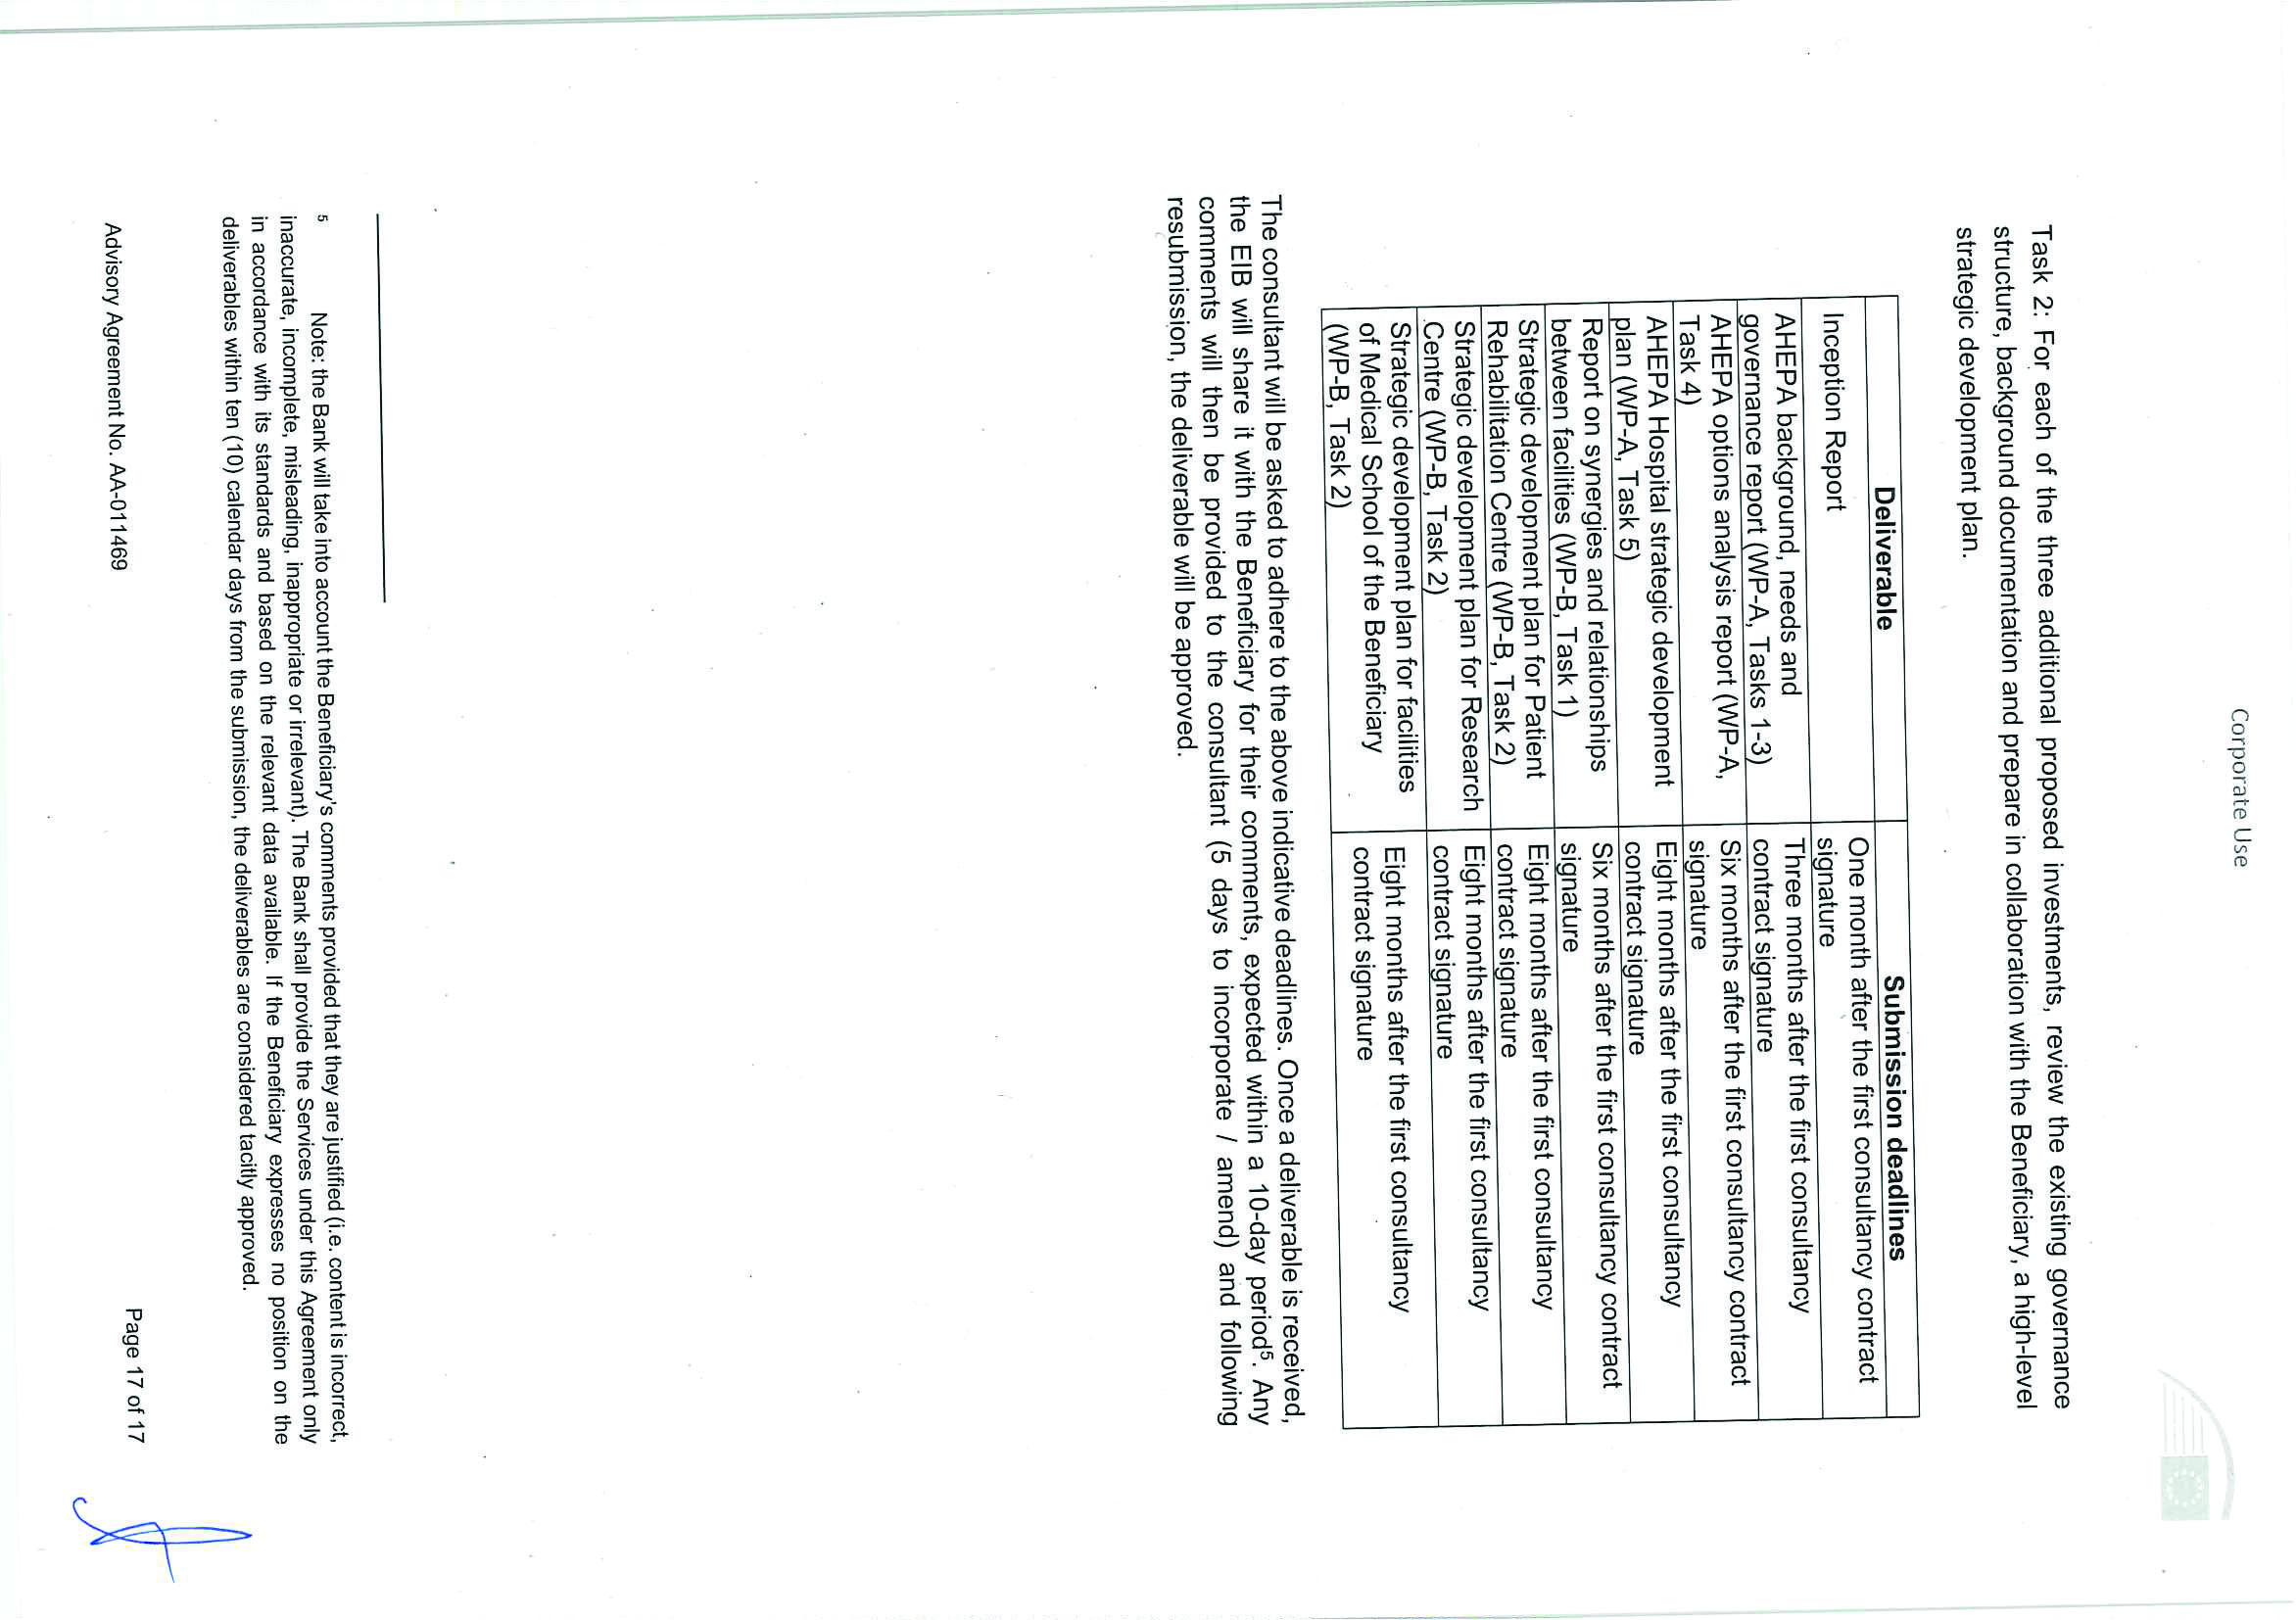 Corporate Use
Task 2: For each of the three additional proposed investments, review the existing governance
structure, background documentation and prepare in collaboration with the Beneficiary, a high-level
strategic development plan.
Deliverable
Submission deadlines
Inception Report
One month after the first consultancy contract
signature
AHEPA background, needs and
governance report (WP-A, Tasks 1-3)
Three months after the first consultancy
contract signature
AHEPA options analysis report (WP-A,
Task 4)
Six months after the first consultancy contract
signature
AHEPA Hospital strategic development
plan (WP-A, Task 5)
Eight months after the first consultancy
contract signature
Report on synergies and relationships
between facilities (WP-B, Task 1)
Six months after the first consultancy contract
signature
Strategic development plan for Patient
Rehabilitation Centre (WP-B, Task 2)
Eight months after the first consultancy
contract signature
Strategic development plan for Research
Centre (WP-B, Task 2)
Eight months after the first consultancy
contract signature
Strategic development plan for facilities
of Medical School of the Beneficiary
(WP-B, Task 2)
Eight months after the first consultancy
contract signature
The consultant will be asked to adhere to the above indicative deadlines. Once a deliverable is received,
the EIB will share it with the Beneficiary for their comments, expected within a 10-day period5. Any
comments will then be provided to the consultant (5 days to incorporate / amend) and following
resubmission, the deliverable will be approved.
5 Note: the Bank will take into account the Beneficiary's comments provided that they are justified (i.e. content is incorrect,
inaccurate, incomplete, misleading, inappropriate or irrelevant). The Bank shall provide the Services under this Agreement only
in accordance with its standards and based on the relevant data available. If the Beneficiary expresses no position on the
deliverables within ten (10) calendar days from the submission, the deliverables are considered tacitly approved.
Advisory Agreement No. AA-011469
Page 17 of 17